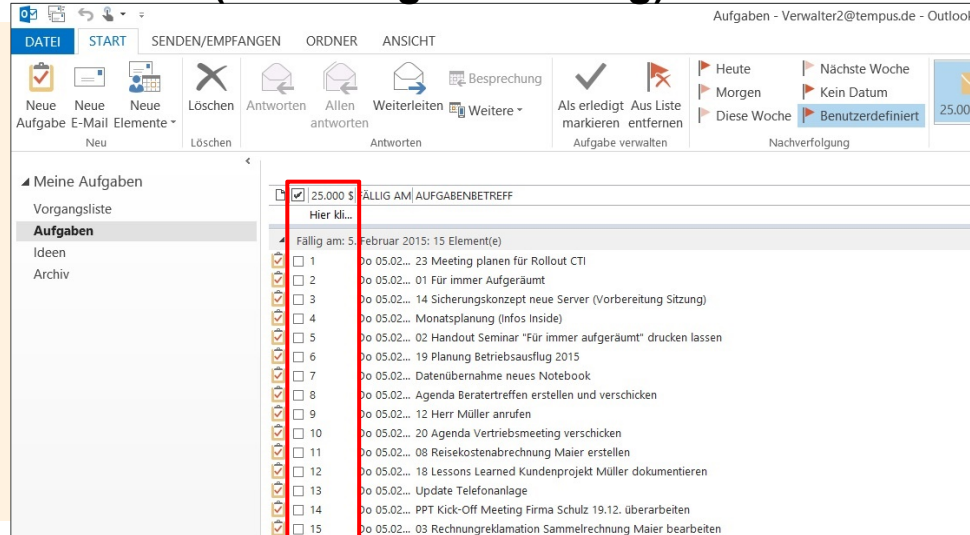 Aufgaben - Verwalter2@tempus.de - Outlook
DATEI START SENDEN/EMPFANGEN ORDNER ANSICHT
Neue Aufgabe
Neue E-Mail
Neue Elemente
Neu
Löschen
Löschen
Antworten
Allen antworten
Weiterleiten
Besprechung
Weitere
Antworten
Als erledigt markieren
Aus Liste entfernen
Aufgabe verwalten
Heute Nächste Woche
Morgen Kein Datum
Diese Woche Benutzerdefiniert
Nachverfolgung
25.00
Meine Aufgaben
Vorgangsliste
Aufgaben
Ideen
Archiv
25.000 $ FÄLLIG AM AUFGABENBETREFF
Hier kli...
Fällig am: 5. Februar 2015: 15 Element(e)
1 Do 05.02... 23 Meeting planen für Rollout CTI
2 Do 05.02... 01 Für immer Aufgeräumt
3 Do 05.02... 14 Sicherungskonzept neue Server (Vorbereitung Sitzung)
4 Do 05.02... Monatsplanung (Infos Inside)
5 Do 05.02... 02 Handout Seminar "Für immer aufgeräumt" drucken lassen
6 Do 05.02... 19 Planung Betriebsausflug 2015
7 Do 05.02... Datenübernahme neues Notebook
8 Do 05.02... Agenda Beratertreffen erstellen und verschicken
9 Do 05.02... 12 Herr Müller anrufen
10 Do 05.02... 20 Agenda Vertriebsmeeting verschicken
11 Do 05.02... 08 Reisekostenabrechnung Maier erstellen
12 Do 05.02... 18 Lessons Learned Kundenprojekt Müller dokumentieren
13 Do 05.02... Update Telefonanlage
14 Do 05.02... PPT Kick-Off Meeting Firma Schulz 19.12. überarbeiten
15 Do 05.02... 03 Rechnungreklamation Sammelrechnung Maier bearbeiten